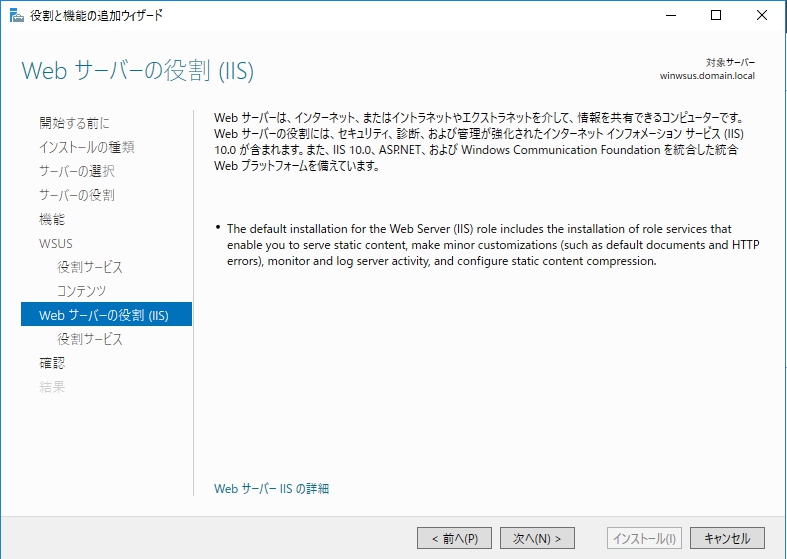 役割と機能の追加ウィザード
Web サーバーの役割 (IIS)
対象サーバー
winwsus.domain.local
開始する前に
インストールの種類
サーバーの選択
サーバーの役割
機能
WSUS
役割サービス
コンテンツ
Web サーバーの役割 (IIS)
役割サービス
確認
結果
Web サーバーは、インターネット、またはイントラネットやエクストラネットを介して、情報を共有できるコンピューターです。
Web サーバーの役割には、セキュリティ、診断、および管理が強化されたインターネット インフォメーション サービス (IIS)
10.0 が含まれます。また、IIS 10.0、ASP.NET、および Windows Communication Foundation を統合した統合
Web プラットフォームを備えています。
• The default installation for the Web Server (IIS) role includes the installation of role services that
enable you to serve static content, make minor customizations (such as default documents and HTTP
errors), monitor and log server activity, and configure static content compression.
Web サーバー IIS の詳細
< 前へ(P)
次へ(N) >
インストール(I)
キャンセル